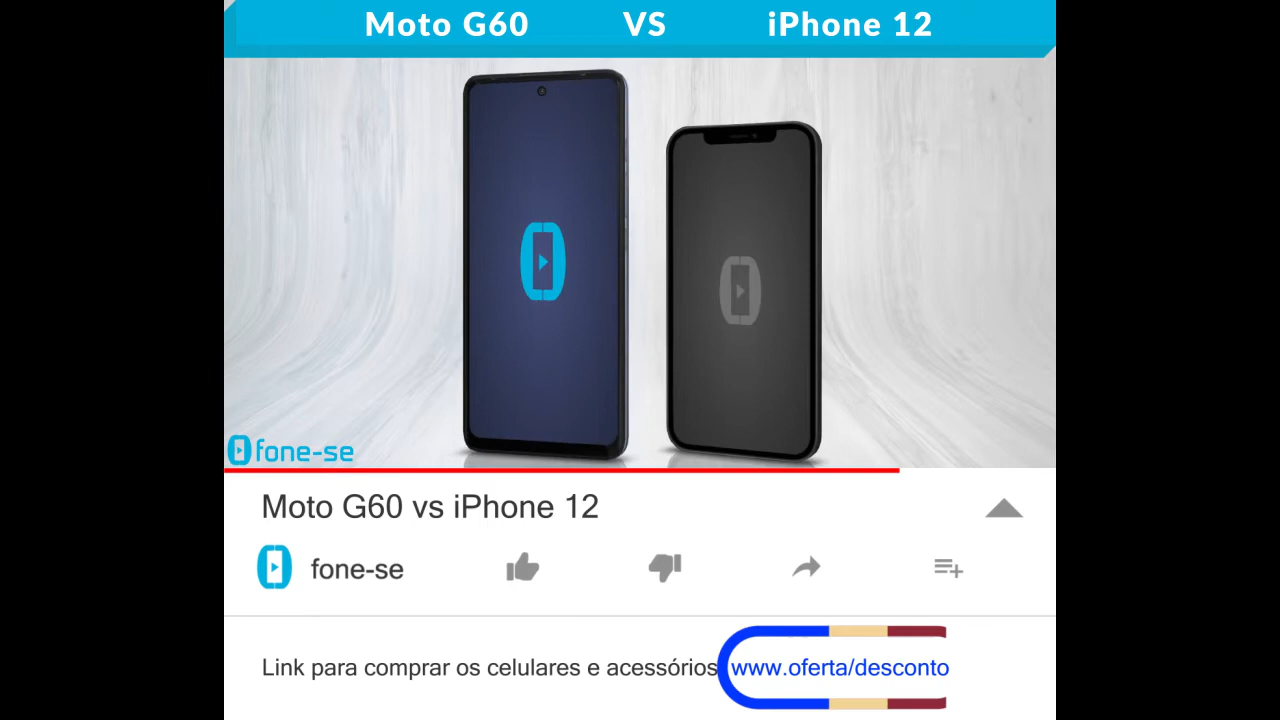 Moto G60 VS iPhone 12
fone-se
Moto G60 vs iPhone 12
fone-se
Link para comprar os celulares e acessórios www.oferta/desconto